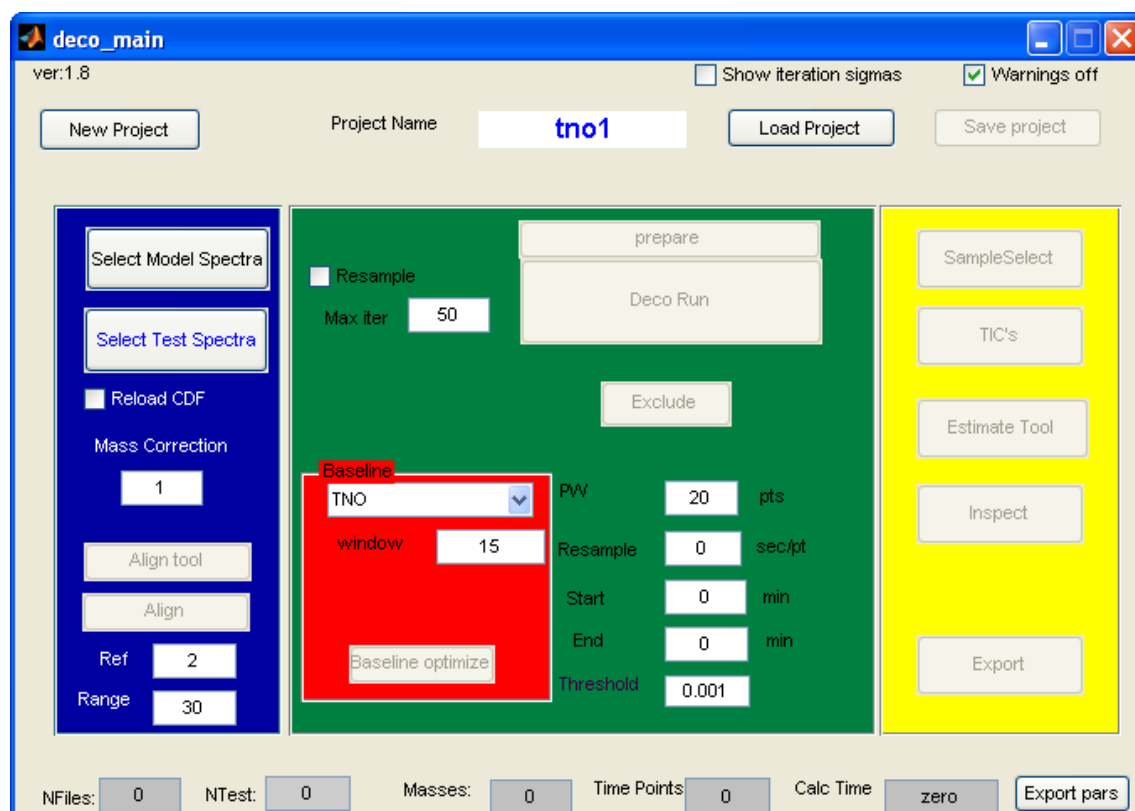 deco_main
ver:1.8
Show iteration sigmas
Warnings off
New Project
Project Name
tno1
Load Project
Save project
Select Model Spectra
Select Test Spectra
Reload CDF
Mass Correction
1
Align tool
Align
Ref 2
Range 30
prepare
Resample
Deco Run
Max iter 50
Exclude
Baseline
TNO
window 15
Baseline optimize
PW 20 pts
Resample 0 sec/pt
Start 0 min
End 0 min
Threshold 0.001
SampleSelect
TIC's
Estimate Tool
Inspect
Export
NFiles: 0 NTest: 0 Masses: 0 Time Points 0 Calc Time zero Export pars